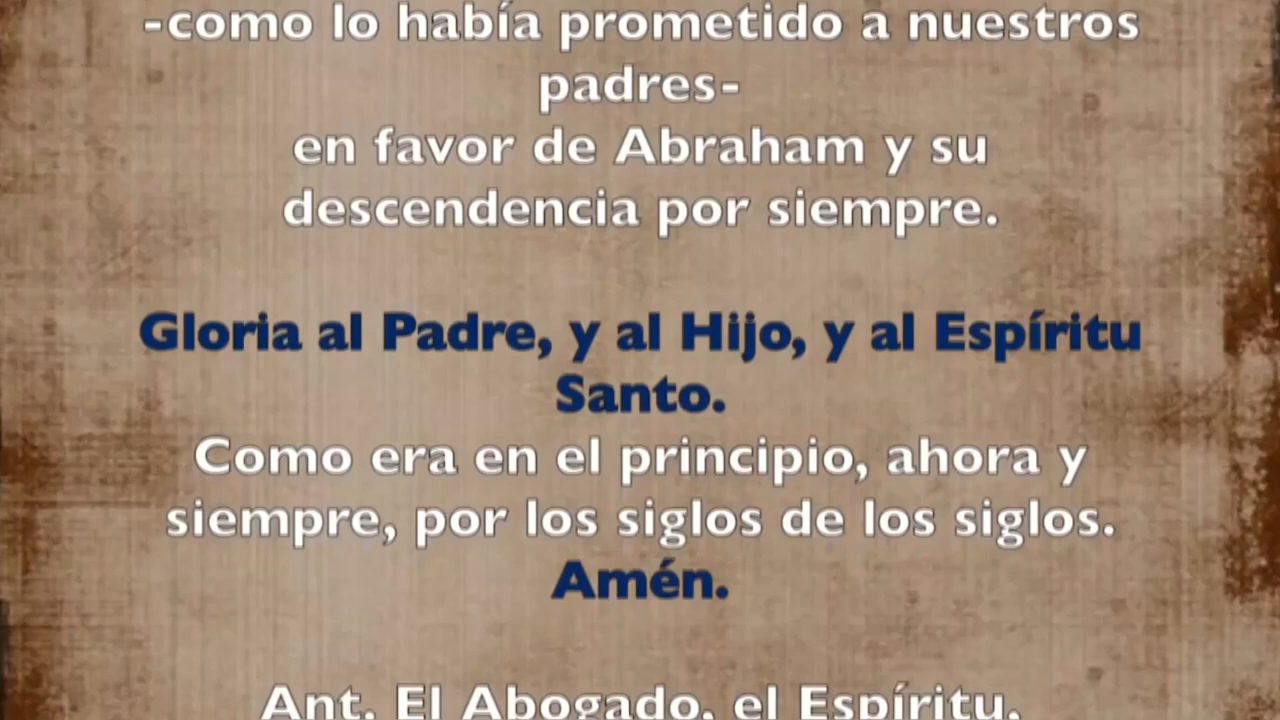 -como lo había prometido a nuestros
padres-
en favor de Abraham y su
descendencia por siempre.
Gloria al Padre, y al Hijo, y al Espíritu
Santo.
Como era en el principio, ahora y
siempre, por los siglos de los siglos.
Amén.
Ant. El Abogado, el Espíritu,